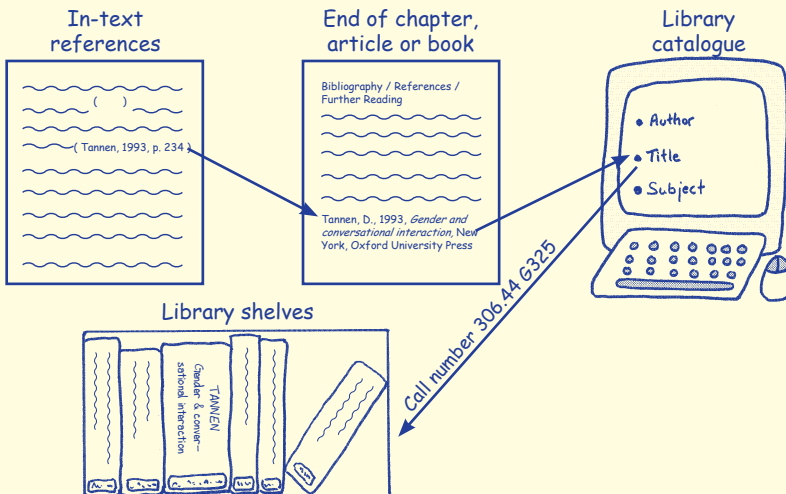 In-text
references
( )
( Tannen, 1993, p. 234 )
End of chapter,
article or book
Bibliography / References /
Further Reading
Tannen, D., 1993, Gender and
conversational interaction, New
York, Oxford University Press
Library
catalogue
• Author
• Title
• Subject
Call number 306.44 G325
Library shelves
TANNEN
Gender & conver-
sational interaction